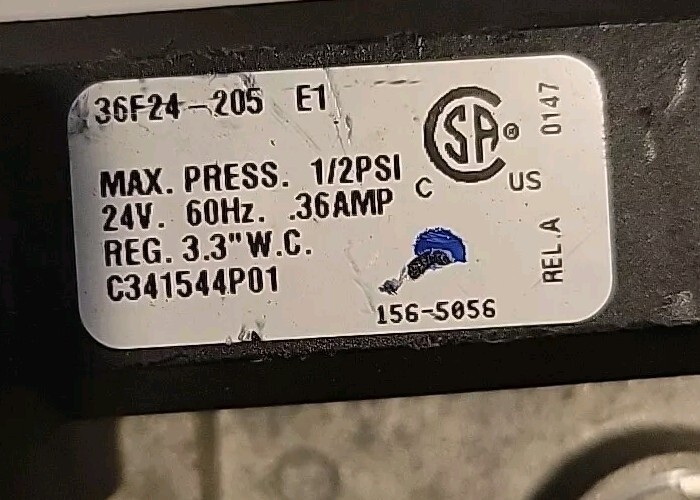 36F24-205 E1
MAX. PRESS. 1/2PSI
24V. 60Hz. .36AMP
REG. 3.3"W.C.
C341544P01
SA ®
C US
0147
REL.A
156-5056